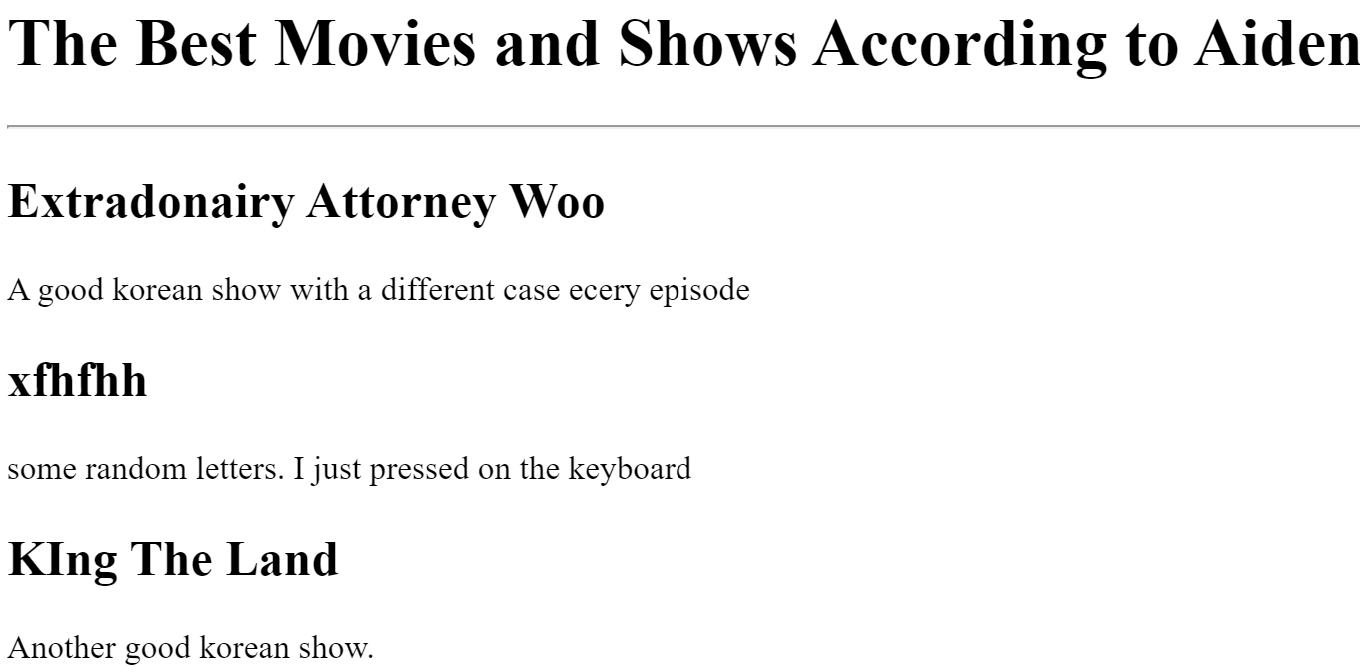 The Best Movies and Shows According to Aiden
Extradonairy Attorney Woo
A good korean show with a different case ecery episode
xfhfhh
some random letters. I just pressed on the keyboard
KIng The Land
Another good korean show.